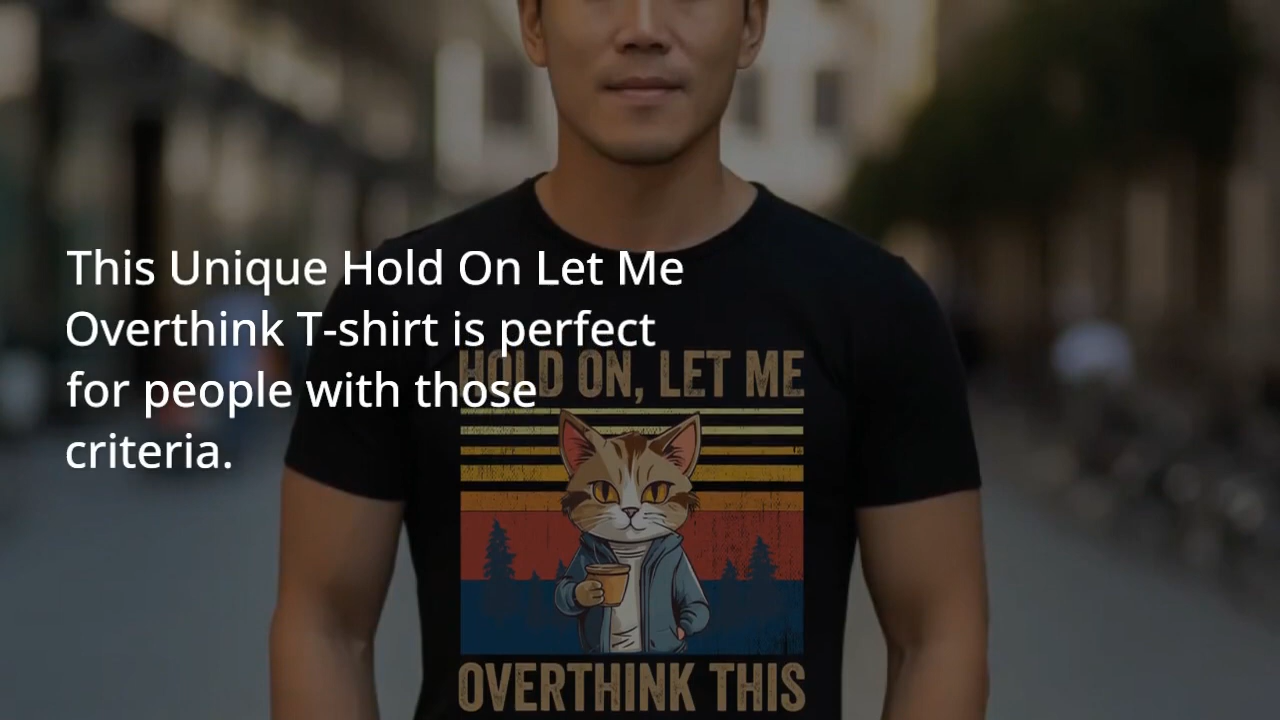 This Unique Hold On Let Me
Overthink T-shirt is perfect
for people with those
criteria.
HOLD ON, LET ME
OVERTHINK THIS